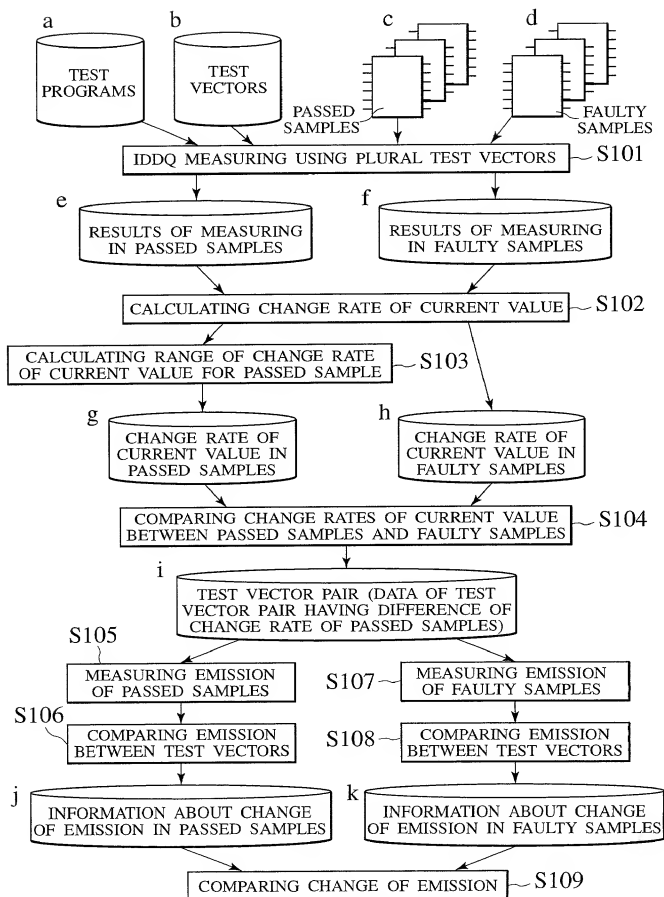 a
b
c
d
TEST
PROGRAMS
TEST
VECTORS
PASSED
SAMPLES
FAULTY
SAMPLES
IDDQ MEASURING USING PLURAL TEST VECTORS
S101
e
f
RESULTS OF MEASURING
IN PASSED SAMPLES
RESULTS OF MEASURING
IN FAULTY SAMPLES
CALCULATING CHANGE RATE OF CURRENT VALUE
S102
CALCULATING RANGE OF CHANGE RATE
OF CURRENT VALUE FOR PASSED SAMPLE
S103
g
h
CHANGE RATE OF
CURRENT VALUE IN
PASSED SAMPLES
CHANGE RATE OF
CURRENT VALUE IN
FAULTY SAMPLES
COMPARING CHANGE RATES OF CURRENT VALUE
BETWEEN PASSED SAMPLES AND FAULTY SAMPLES
S104
i
TEST VECTOR PAIR (DATA OF TEST
VECTOR PAIR HAVING DIFFERENCE OF
CHANGE RATE OF PASSED SAMPLES)
S105
MEASURING EMISSION
OF PASSED SAMPLES
S107
MEASURING EMISSION
OF FAULTY SAMPLES
S106
COMPARING EMISSION
BETWEEN TEST VECTORS
S108
COMPARING EMISSION
BETWEEN TEST VECTORS
j
k
INFORMATION ABOUT CHANGE
OF EMISSION IN PASSED SAMPLES
INFORMATION ABOUT CHANGE
OF EMISSION IN FAULTY SAMPLES
COMPARING CHANGE OF EMISSION
S109